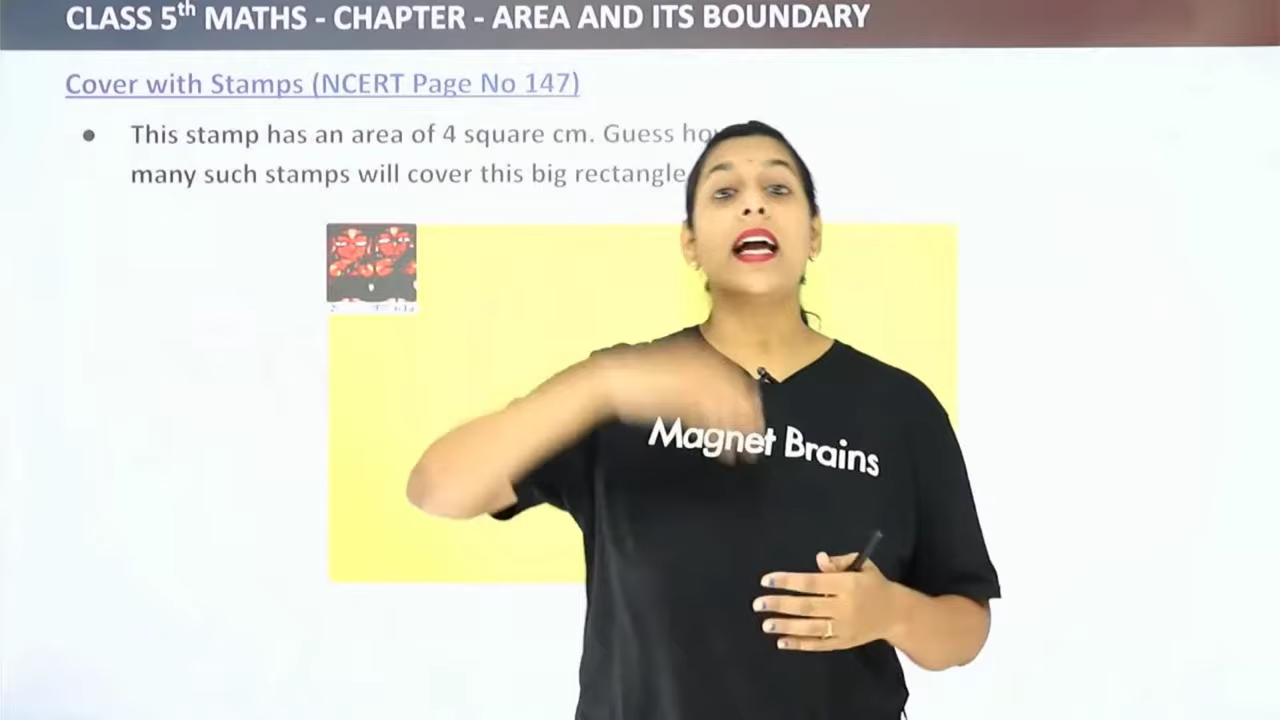 CLASS 5th MATHS - CHAPTER - AREA AND ITS BOUNDARY
Cover with Stamps (NCERT Page No 147)
● This stamp has an area of 4 square cm. Guess
many such stamps will cover this big rectangle
Magnet Brains